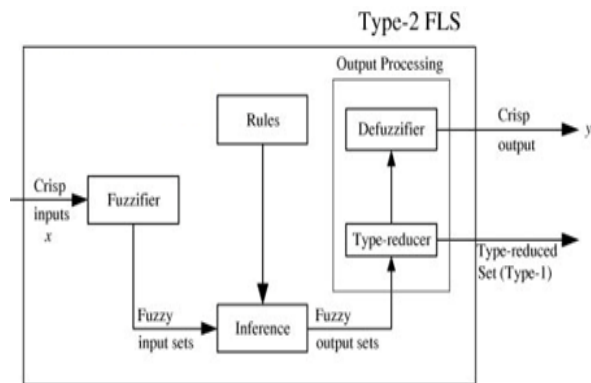 Type-2 FLS
Output Processing
Rules
Defuzzifier
Crisp
output
y
Crisp
inputs
x
Fuzzifier
Type-reducer
Type-reduced
Set (Type-1)
Fuzzy
input sets
Inference
Fuzzy
output sets